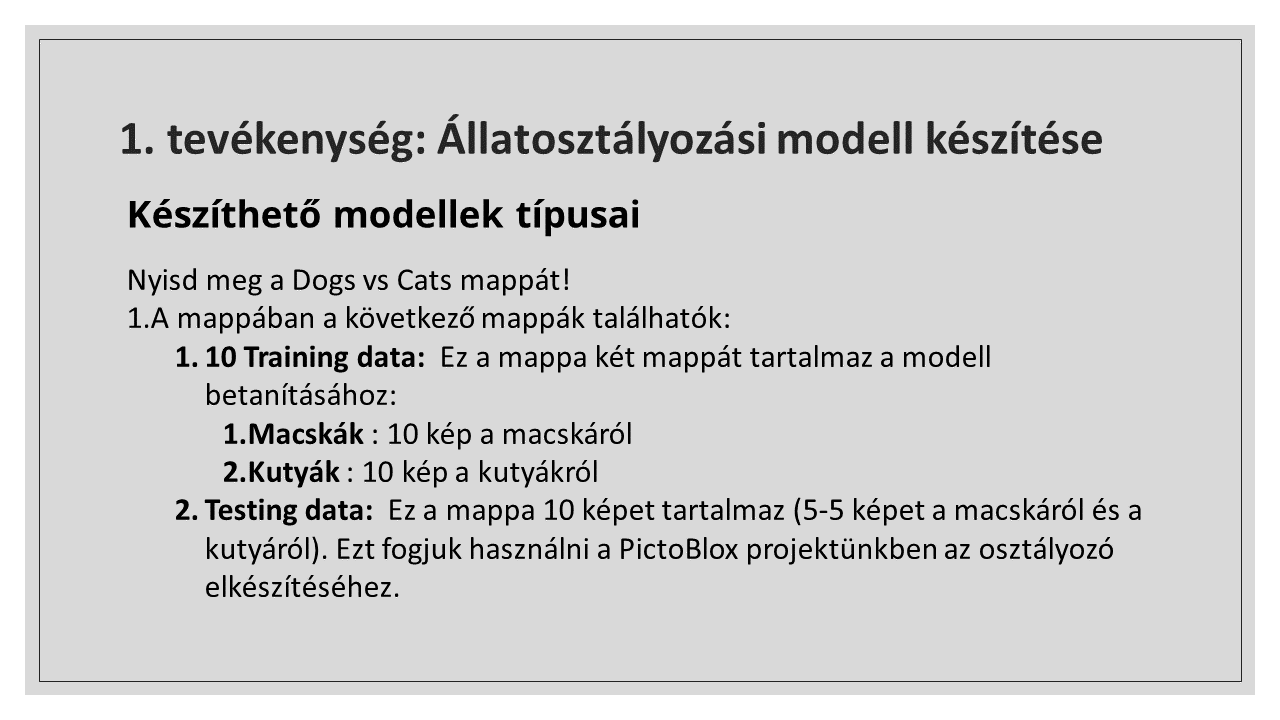 1. tevékenység: Állatosztályozási modell készítése
Készíthető modellek típusai
Nyisd meg a Dogs vs Cats mappát!
1.A mappában a következő mappák találhatók:
1. 10 Training data: Ez a mappa két mappát tartalmaz a modell
betanításához:
1.Macskák : 10 kép a macskáról
2.Kutyák : 10 kép a kutyákról
2. Testing data: Ez a mappa 10 képet tartalmaz (5-5 képet a macskáról és a
kutyáról). Ezt fogjuk használni a PictoBlox projektünkben az osztályozó
elkészítéséhez.